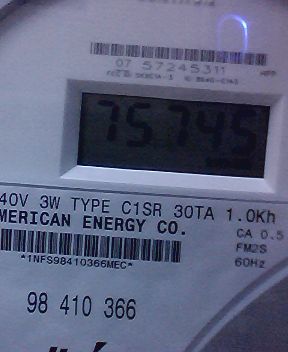 07 57245311
75745
40V 3W TYPE C1SR 30TA 1.0Kh
MERICAN ENERGY CO.
CA 0.5
FM2S
*1NFS98410366MEC*
60Hz
98 410 366